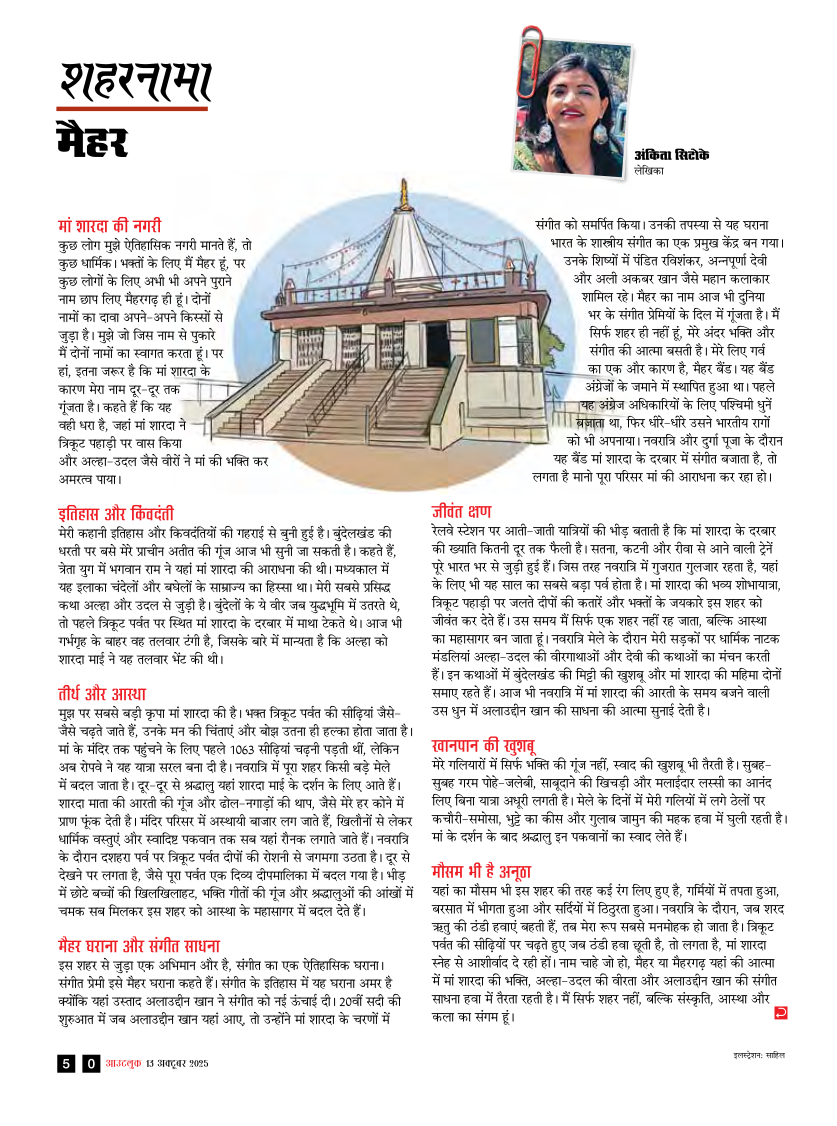 शहरनामा
मैहर
अंकिता सिटोके
लेखिका
मां शारदा की नगरी
कुछ लोग मुझे ऐतिहासिक नगरी मानते हैं, तो
कुछ धार्मिक। भक्तों के लिए मैं मैहर हूं, पर
कुछ लोगों के लिए अभी भी अपने पुराने
नाम छाप लिए मैहरगढ़ ही हूं। दोनों
नामों का दावा अपने-अपने किस्सों से
जुड़ा है। मुझे जो जिस नाम से पुकारे
मैं दोनों नामों का स्वागत करता हूं। पर
हां, इतना जरूर है कि मां शारदा के
कारण मेरा नाम दूर-दूर तक
गूंजता है। कहते हैं कि यह
वही धरा है, जहां मां शारदा ने
त्रिकूट पहाड़ी पर वास किया
और अल्हा-उदल जैसे वीरों ने मां की भक्ति कर
अमरत्व पाया।
इतिहास और किंवदंती
मेरी कहानी इतिहास और किवदंतियों की गहराई से बुनी हुई है। बुंदेलखंड की
धरती पर बसे मेरे प्राचीन अतीत की गूंज आज भी सुनी जा सकती है। कहते हैं,
त्रेता युग में भगवान राम ने यहां मां शारदा की आराधना की थी। मध्यकाल में
यह इलाका चंदेलों और बघेलों के साम्राज्य का हिस्सा था। मेरी सबसे प्रसिद्ध
कथा अल्हा और उदल से जुड़ी है। बुंदेलों के ये वीर जब युद्धभूमि में उतरते थे,
तो पहले त्रिकूट पर्वत पर स्थित मां शारदा के दरबार में माथा टेकते थे। आज भी
गर्भगृह के बाहर वह तलवार टंगी है, जिसके बारे में मान्यता है कि अल्हा को
शारदा माई ने यह तलवार भेंट की थी।
तीर्थ और आस्था
मुझ पर सबसे बड़ी कृपा मां शारदा की है। भक्त त्रिकूट पर्वत की सीढ़ियां जैसे-
जैसे चढ़ते जाते हैं, उनके मन की चिंताएं और बोझ उतना ही हल्का होता जाता है।
मां के मंदिर तक पहुंचने के लिए पहले 1063 सीढ़ियां चढ़नी पड़ती थीं, लेकिन
अब रोपवे ने यह यात्रा सरल बना दी है। नवरात्रि में पूरा शहर किसी बड़े मेले
में बदल जाता है। दूर-दूर से श्रद्धालु यहां शारदा माई के दर्शन के लिए आते हैं।
शारदा माता की आरती की गूंज और ढोल-नगाड़ों की थाप, जैसे मेरे हर कोने में
प्राण फूंक देती है। मंदिर परिसर में अस्थायी बाजार लग जाते हैं, खिलौनों से लेकर
धार्मिक वस्तुएं और स्वादिष्ट पकवान तक सब यहां रौनक लगाते जाते हैं। नवरात्रि
के दौरान दशहरा पर्व पर त्रिकूट पर्वत दीपों की रोशनी से जगमगा उठता है। दूर से
देखने पर लगता है, जैसे पूरा पर्वत एक दिव्य दीपमालिका में बदल गया है। भीड़
में छोटे बच्चों की खिलखिलाहट, भक्ति गीतों की गूंज और श्रद्धालुओं की आंखों में
चमक सब मिलकर इस शहर को आस्था के महासागर में बदल देते हैं।
मैहर घराना और संगीत साधना
इस शहर से जुड़ा एक अभिमान और है, संगीत का एक ऐतिहासिक घराना।
संगीत प्रेमी इसे मैहर घराना कहते हैं। संगीत के इतिहास में यह घराना अमर है
क्योंकि यहां उस्ताद अलाउद्दीन खान ने संगीत को नई ऊंचाई दी। 20वीं सदी की
शुरुआत में जब अलाउद्दीन खान यहां आए, तो उन्होंने मां शारदा के चरणों में
संगीत को समर्पित किया। उनकी तपस्या से यह घराना
भारत के शास्त्रीय संगीत का एक प्रमुख केंद्र बन गया।
उनके शिष्यों में पंडित रविशंकर, अन्नपूर्णा देवी
और अली अकबर खान जैसे महान कलाकार
शामिल रहे। मैहर का नाम आज भी दुनिया
भर के संगीत प्रेमियों के दिल में गूंजता है। मैं
सिर्फ शहर ही नहीं हूं, मेरे अंदर भक्ति और
संगीत की आत्मा बसती है। मेरे लिए गर्व
का एक और कारण है, मैहर बैंड। यह बैंड
अंग्रेजों के जमाने में स्थापित हुआ था। पहले
यह अंग्रेज अधिकारियों के लिए पश्चिमी धुनें
बजाता था, फिर धीरे-धीरे उसने भारतीय रागों
को भी अपनाया। नवरात्रि और दुर्गा पूजा के दौरान
यह बैंड मां शारदा के दरबार में संगीत बजाता है, तो
लगता है मानो पूरा परिसर मां की आराधना कर रहा हो।
जीवंत क्षण
रेलवे स्टेशन पर आती-जाती यात्रियों की भीड़ बताती है कि मां शारदा के दरबार
की ख्याति कितनी दूर तक फैली है। सतना, कटनी और रीवा से आने वाली ट्रेनें
पूरे भारत भर से जुड़ी हुई हैं। जिस तरह नवरात्रि में गुजरात गुलजार रहता है, यहां
के लिए भी यह साल का सबसे बड़ा पर्व होता है। मां शारदा की भव्य शोभायात्रा,
त्रिकूट पहाड़ी पर जलते दीपों की कतारें और भक्तों के जयकारे इस शहर को
जीवंत कर देते हैं। उस समय मैं सिर्फ एक शहर नहीं रह जाता, बल्कि आस्था
का महासागर बन जाता हूं। नवरात्रि मेले के दौरान मेरी सड़कों पर धार्मिक नाटक
मंडलियां अल्हा-उदल की वीरगाथाओं और देवी की कथाओं का मंचन करती
हैं। इन कथाओं में बुंदेलखंड की मिट्टी की खुशबू और मां शारदा की महिमा दोनों
समाए रहते हैं। आज भी नवरात्रि में मां शारदा की आरती के समय बजने वाली
उस धुन में अलाउद्दीन खान की साधना की आत्मा सुनाई देती है।
खानपान की खुशबू
मेरे गलियारों में सिर्फ भक्ति की गूंज नहीं, स्वाद की खुशबू भी तैरती है। सुबह-
सुबह गरम पोहे-जलेबी, साबूदाने की खिचड़ी और मलाईदार लस्सी का आनंद
लिए बिना यात्रा अधूरी लगती है। मेले के दिनों में मेरी गलियों में लगे ठेलों पर
कचौरी-समोसा, भुट्टे का कीस और गुलाब जामुन की महक हवा में घुली रहती है।
मां के दर्शन के बाद श्रद्धालु इन पकवानों का स्वाद लेते हैं।
मौसम भी है अनूठा
यहां का मौसम भी इस शहर की तरह कई रंग लिए हुए है, गर्मियों में तपता हुआ,
बरसात में भीगता हुआ और सर्दियों में ठिठुरता हुआ। नवरात्रि के दौरान, जब शरद
ऋतु की ठंडी हवाएं बहती हैं, तब मेरा रूप सबसे मनमोहक हो जाता है। त्रिकूट
पर्वत की सीढ़ियों पर चढ़ते हुए जब ठंडी हवा छूती है, तो लगता है, मां शारदा
स्नेह से आशीर्वाद दे रही हों। नाम चाहे जो हो, मैहर या मैहरगढ़ यहां की आत्मा
में मां शारदा की भक्ति, अल्हा-उदल की वीरता और अलाउद्दीन खान की संगीत
साधना हवा में तैरता रहती है। मैं सिर्फ शहर नहीं, बल्कि संस्कृति, आस्था और
कला का संगम हूं।
इलस्ट्रेशन: साहिल
50 आउटलुक 13 अक्टूबर 2025